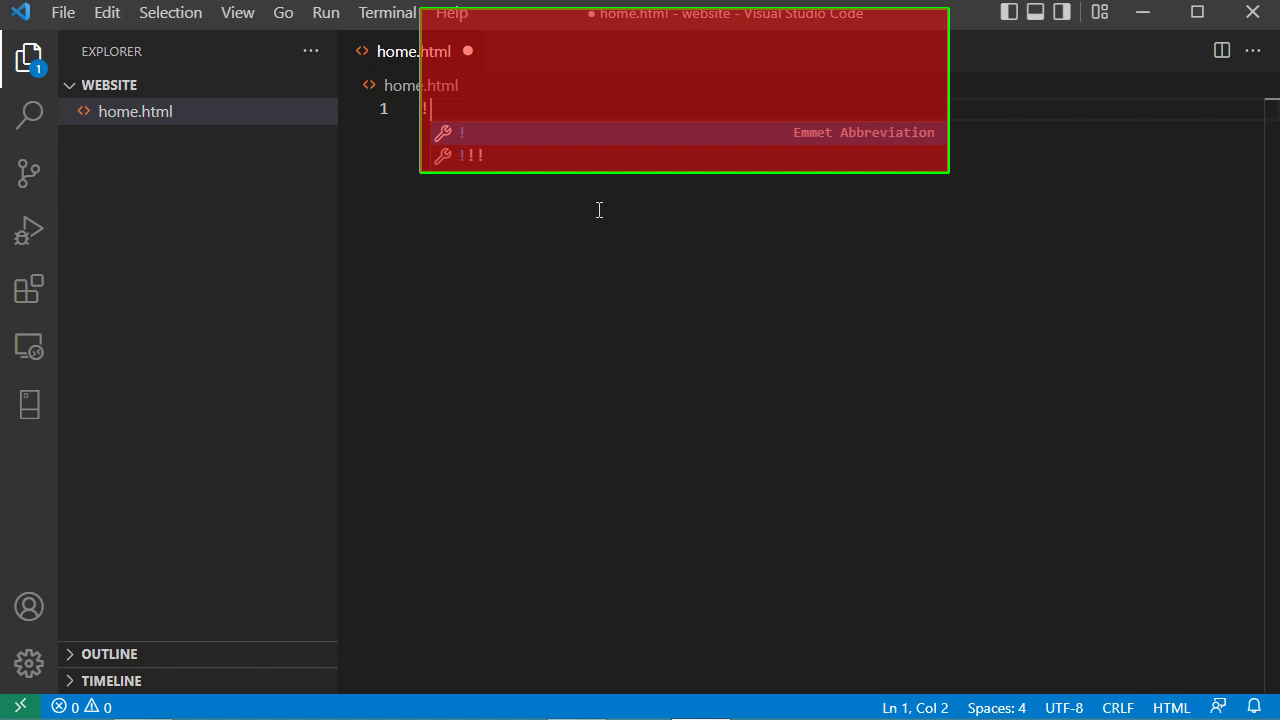 File Edit Selection View Go Run Terminal Help ● home.html - website - Visual Studio Code
1
EXPLORER
home.html
WEBSITE
home.html
home.html
1 !
! Emmet Abbreviation
!!!
OUTLINE
TIMELINE
0 0
Ln 1, Col 2 Spaces: 4 UTF-8 CRLF HTML